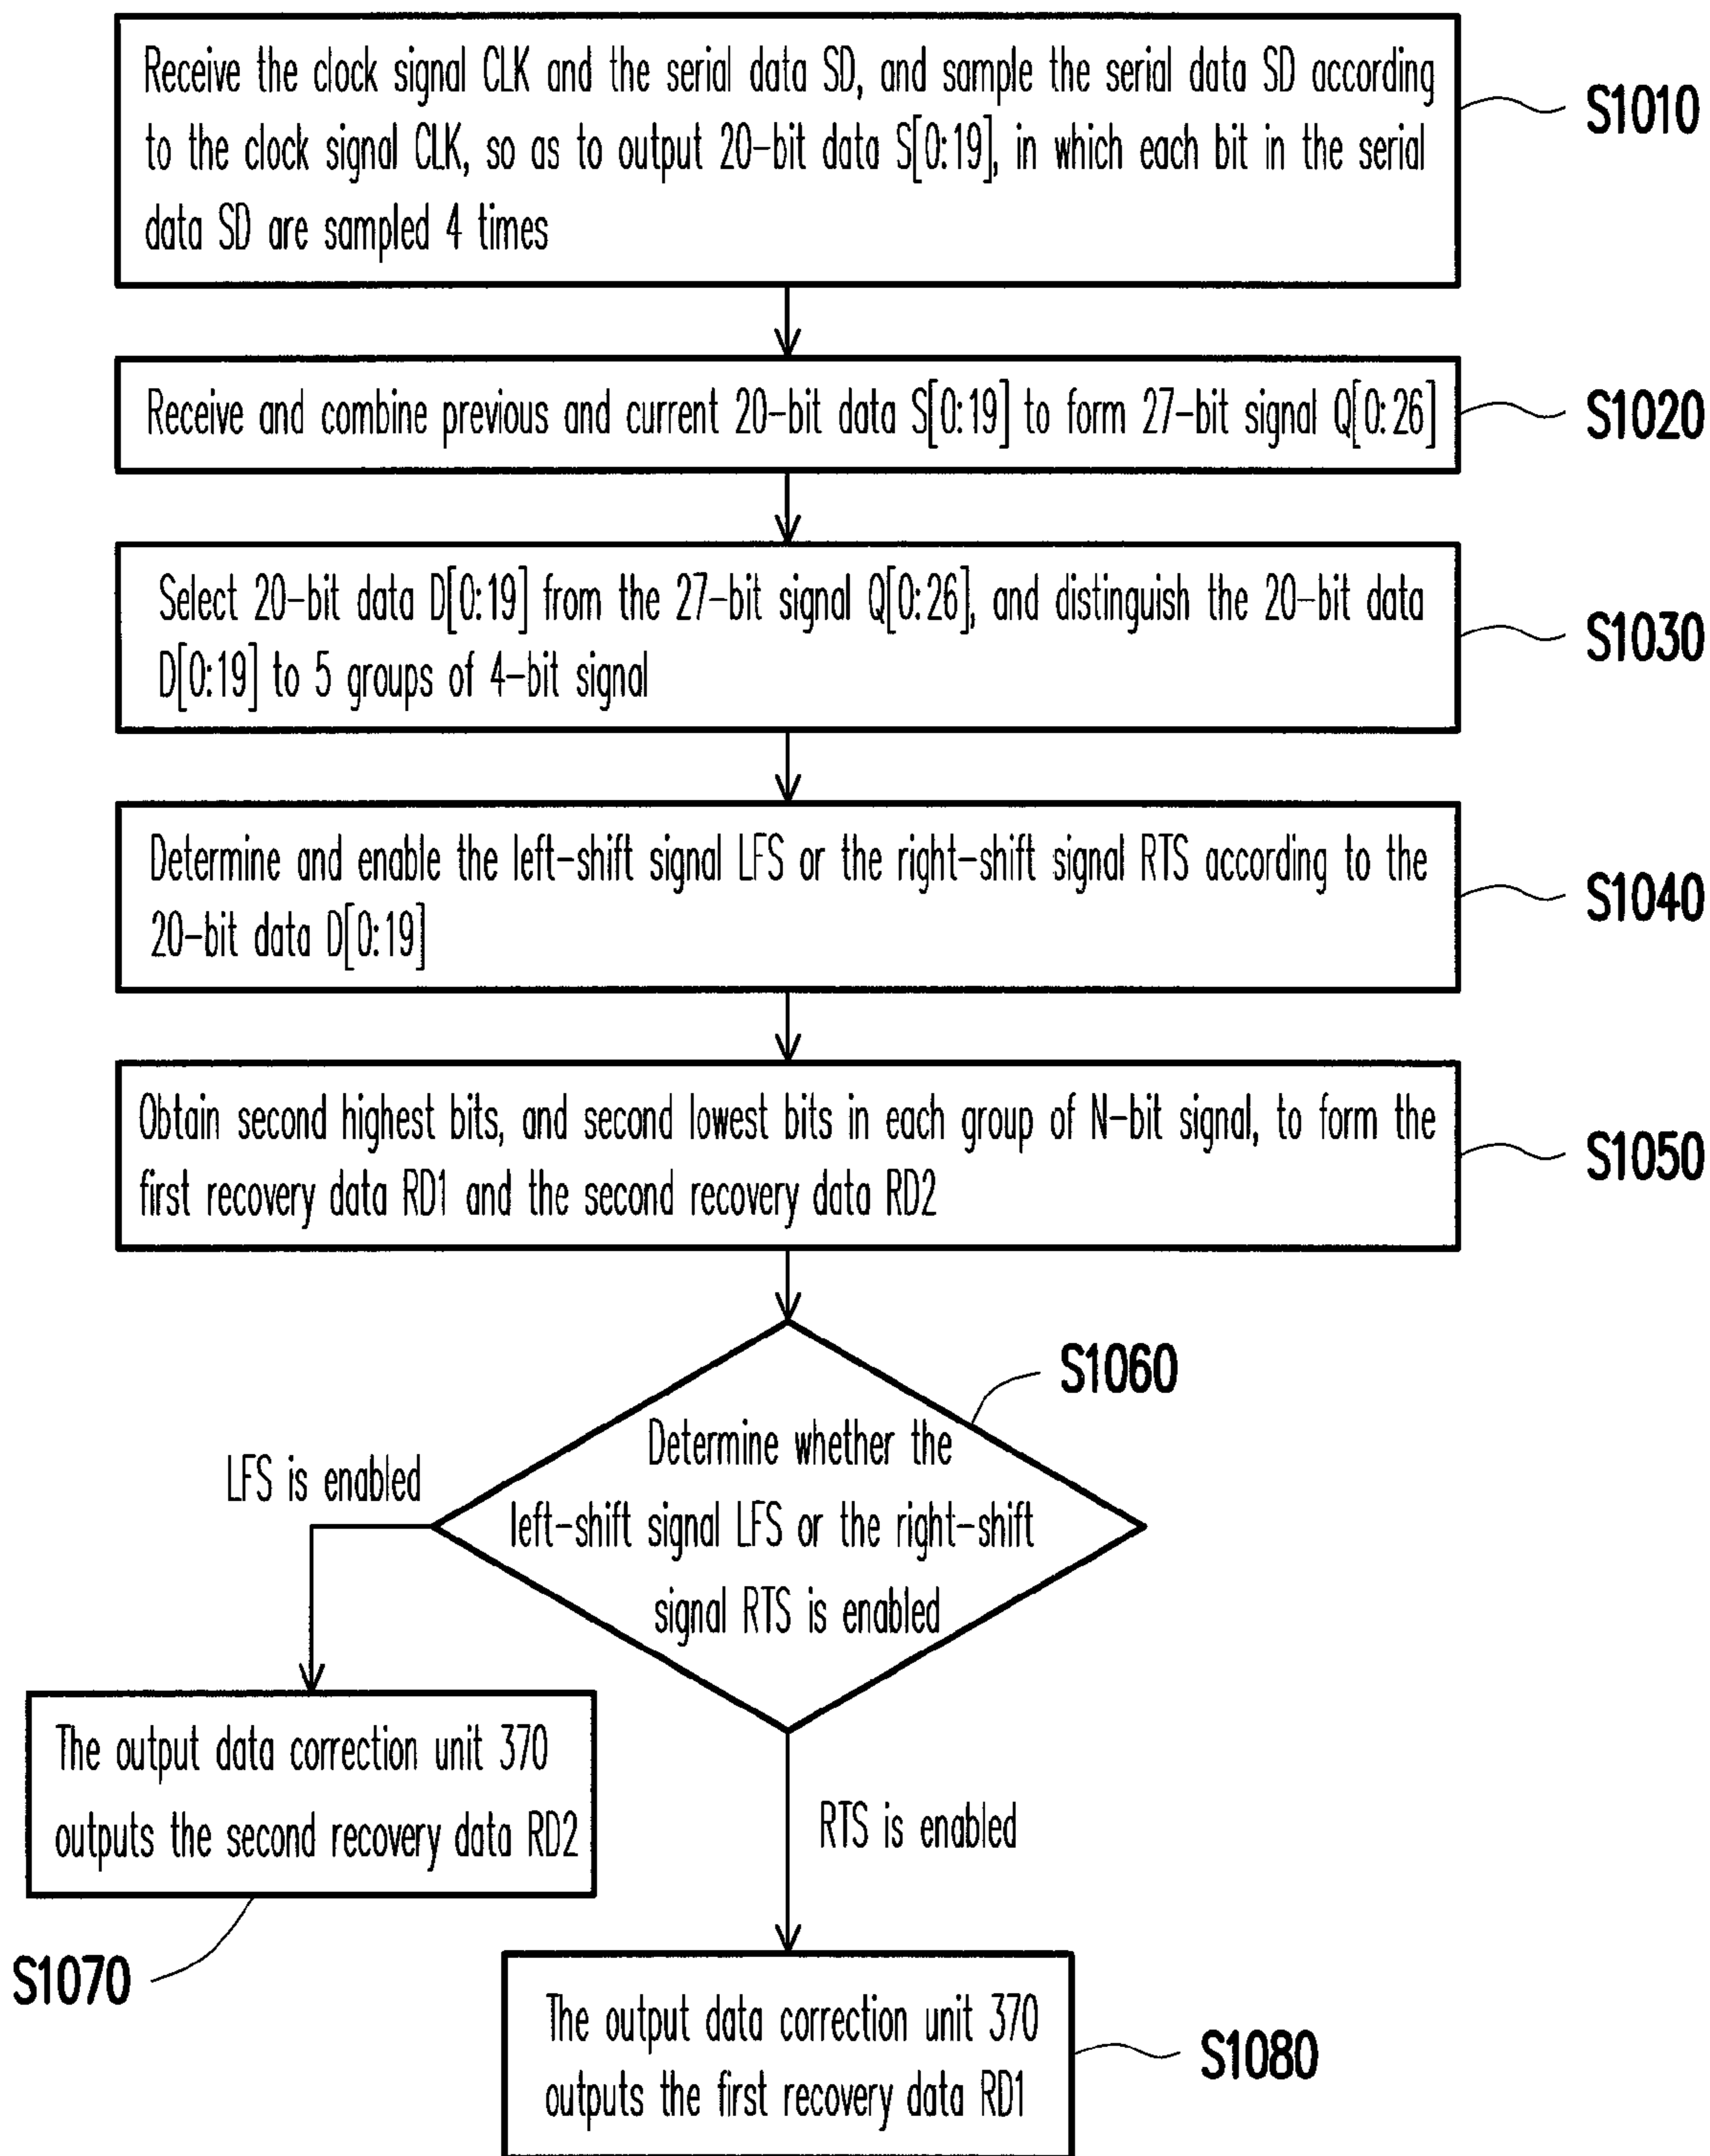 Receive the clock signal CLK and the serial data SD, and sample the serial data SD according
to the clock signal CLK, so as to output 20-bit data S[0:19], in which each bit in the serial
data SD are sampled 4 times
S1010
Receive and combine previous and current 20-bit data S[0:19] to form 27-bit signal Q[0:26]
S1020
Select 20-bit data D[0:19] from the 27-bit signal Q[0:26], and distinguish the 20-bit data
D[0:19] to 5 groups of 4-bit signal
S1030
Determine and enable the left-shift signal LFS or the right-shift signal RTS according to the
20-bit data D[0:19]
S1040
Obtain second highest bits, and second lowest bits in each group of N-bit signal, to form the
first recovery data RD1 and the second recovery data RD2
S1050
S1060
Determine whether the
left-shift signal LFS or the right-shift
signal RTS is enabled
LFS is enabled
The output data correction unit 370
outputs the second recovery data RD2
S1070
RTS is enabled
The output data correction unit 370
outputs the first recovery data RD1
S1080